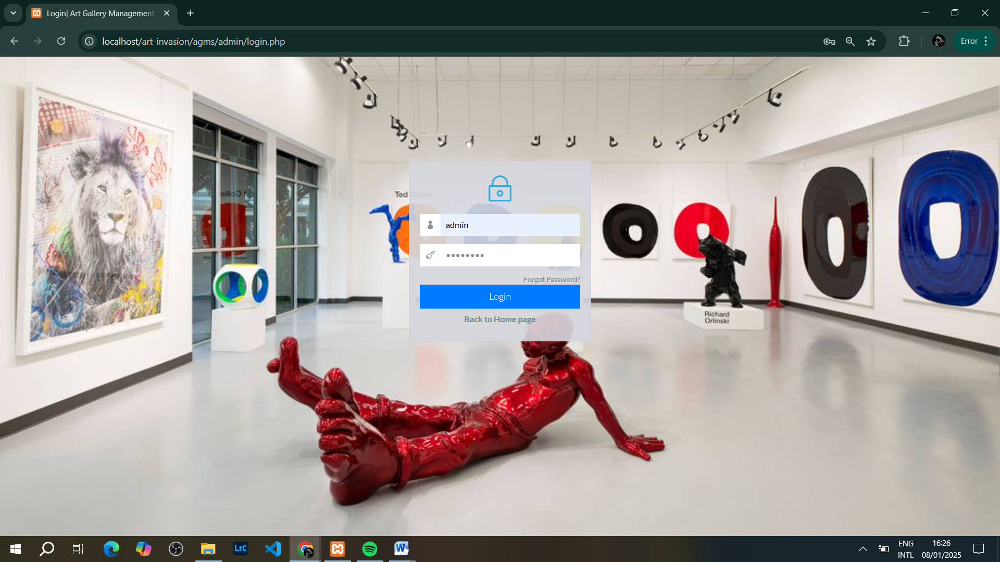 Login| Art Gallery Management
localhost/art-invasion/agms/admin/login.php
Error
Ted Collier
admin
Forgot Password?
Login
Back to Home page
Richard
Orlinski
Lrc
W
ENG
INTL
16:26
08/01/2025